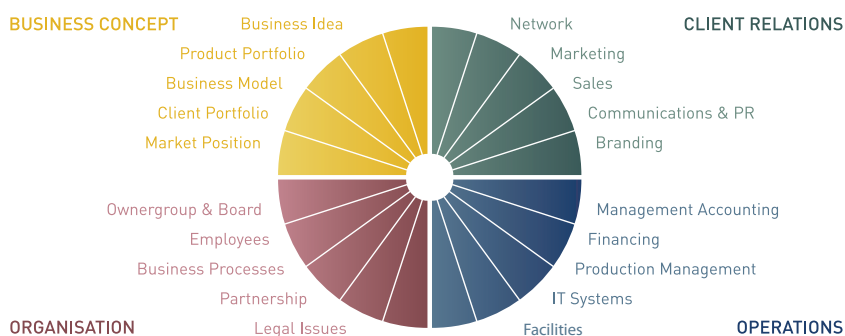 BUSINESS CONCEPT
Business Idea
Product Portfolio
Business Model
Client Portfolio
Market Position
CLIENT RELATIONS
Network
Marketing
Sales
Communications & PR
Branding
Ownergroup & Board
Employees
Business Processes
Partnership
Legal Issues
ORGANISATION
Management Accounting
Financing
Production Management
IT Systems
Facilities
OPERATIONS